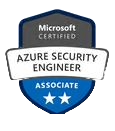 Microsoft
CERTIFIED
AZURE SECURITY
ENGINEER
ASSOCIATE